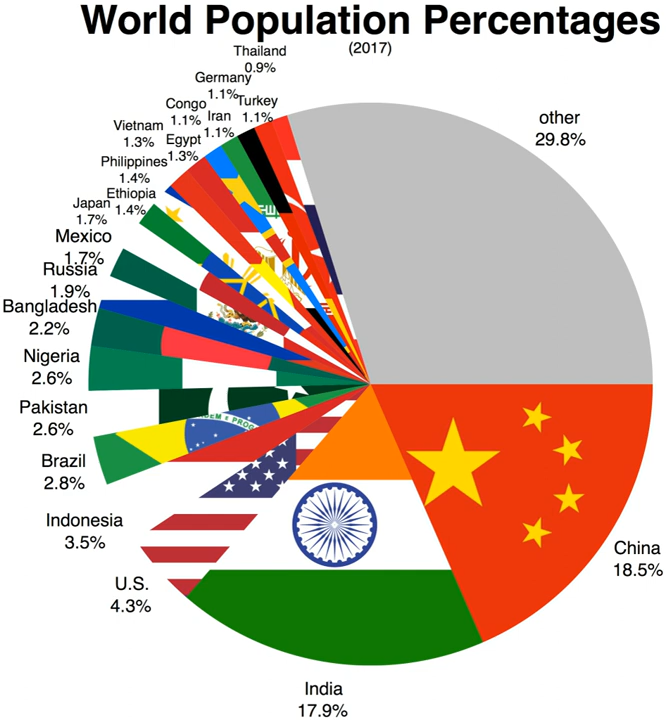 World Population Percentages
(2017)
Thailand
0.9%
Germany
1.1%
Turkey
1.1%
Congo
1.1%
Iran
1.1%
Vietnam
1.3%
Egypt
1.3%
Philippines
1.4%
Ethiopia
1.4%
Japan
1.7%
Mexico
1.7%
Russia
1.9%
Bangladesh
2.2%
Nigeria
2.6%
Pakistan
2.6%
Brazil
2.8%
Indonesia
3.5%
U.S.
4.3%
India
17.9%
China
18.5%
other
29.8%